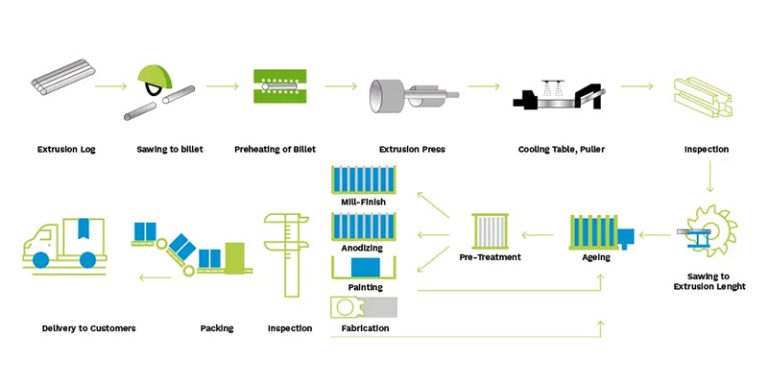 Extrusion Log
Sawing to billet
Preheating of Billet
Extrusion Press
Cooling Table, Puller
Inspection
Mill-Finish
Anodizing
Painting
Fabrication
Pre-Treatment
Ageing
Sawing to
Extrusion Lenght
Delivery to Customers
Packing
Inspection